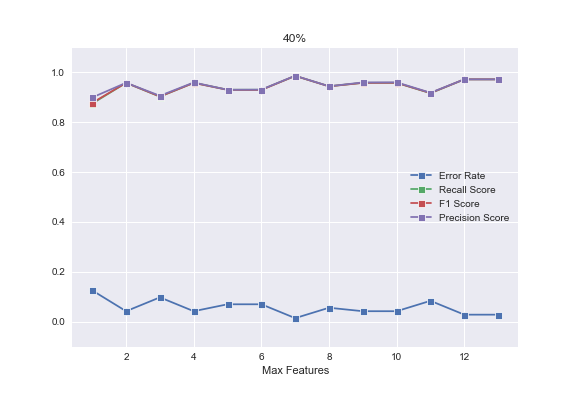 40%
1.0
0.8
0.6
0.4
0.2
0.0
Error Rate
Recall Score
F1 Score
Precision Score
2 4 6 8 10 12
Max Features